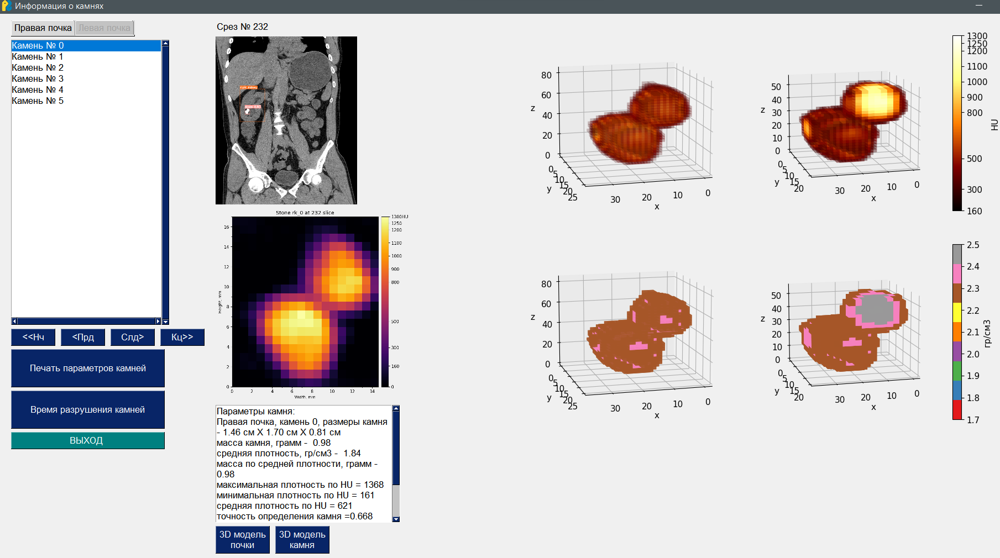 Информация о камнях
Правая почка
Левая почка
Камень № 0
Камень № 1
Камень № 2
Камень № 3
Камень № 4
Камень № 5
<<Нч
<Прд
Слд>
Кц>>
Печать параметров камней
Время разрушения камней
ВЫХОД
Срез № 232
right_kidney
Stone rk_0 at 232 slice
16
14
12
10
8
6
4
2
0
Height, mm
0 2 4 6 8 10 12 14
Width, mm
1300HU
1250
1200
1100
1000
900
800
500
300
160
0
Параметры камня:
Правая почка, камень 0, размеры камня
- 1.46 см X 1.70 см X 0.81 см
масса камня, грамм - 0.98
средняя плотность, гр/см3 - 1.84
масса по средней плотности, грамм -
0.98
максимальная плотность по HU = 1368
минимальная плотность по HU = 161
средняя плотность по HU = 621
точность определения камня =0.668
3D модель
почки
3D модель
камня
80
60
40
20
0
z
0
5
10
15
20
25
y
30 20 10 0
x
50
40
30
20
10
0
z
0
5
10
15
20
y
30 20 10 0
x
1300
1250
1200
1100
1000
900
800
500
300
160
HU
80
60
40
20
0
z
0
5
10
15
20
25
y
30 20 10 0
x
50
40
30
20
10
0
z
0
5
10
15
20
y
30 20 10 0
x
2.5
2.4
2.3
2.2
2.1
2.0
1.9
1.8
1.7
гр/см3